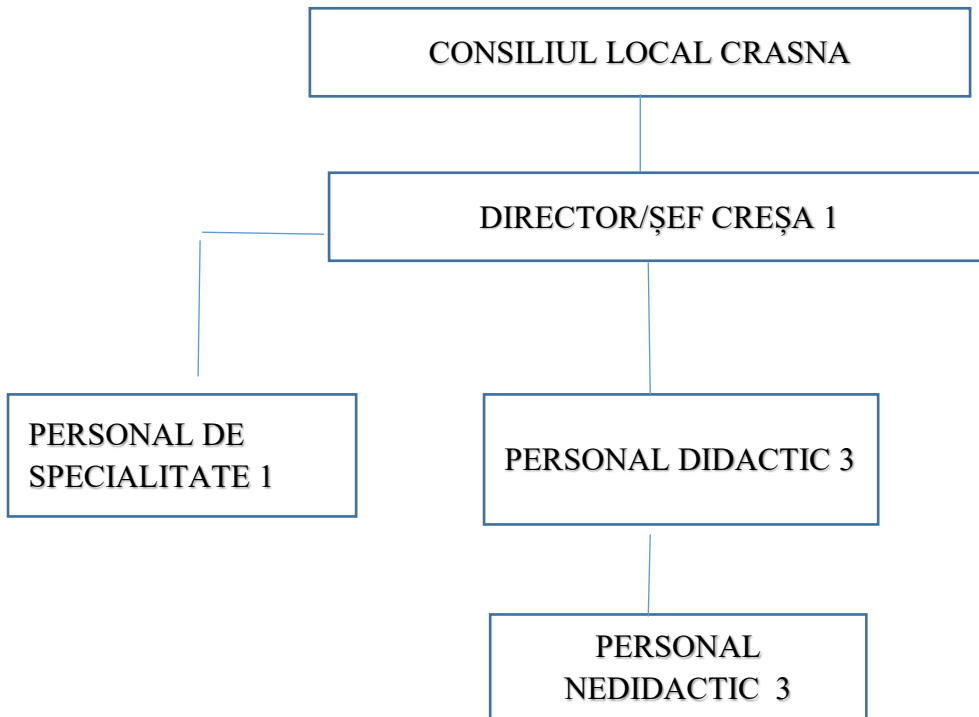 CONSILIUL LOCAL CRASNA
DIRECTOR/ȘEF CREȘA 1
PERSONAL DE
SPECIALITATE 1
PERSONAL DIDACTIC 3
PERSONAL
NEDIDACTIC 3